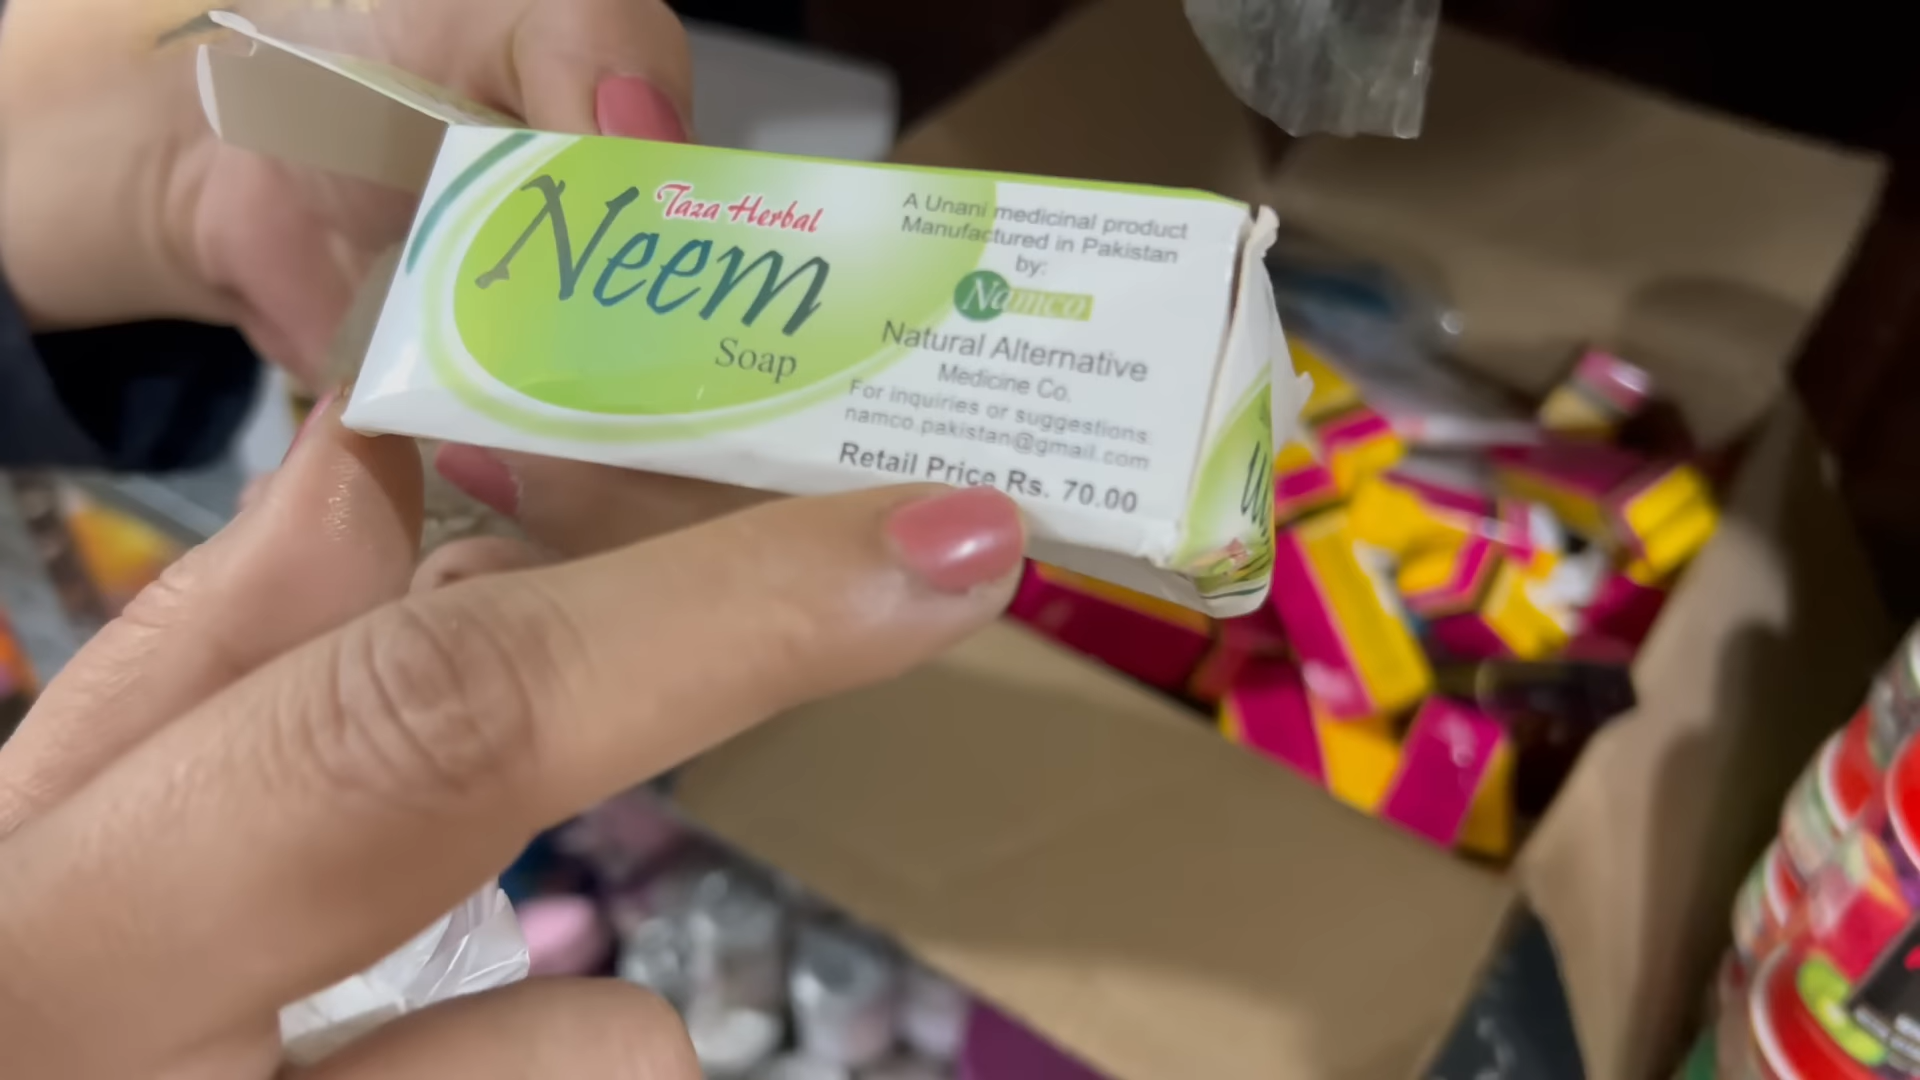 Taza Herbal
Neem
Soap
A Unani medicinal product
Manufactured in Pakistan
by:
Namco
Natural Alternative
Medicine Co.
For inquiries or suggestions:
namco.pakistan@gmail.com
Retail Price Rs. 70.00